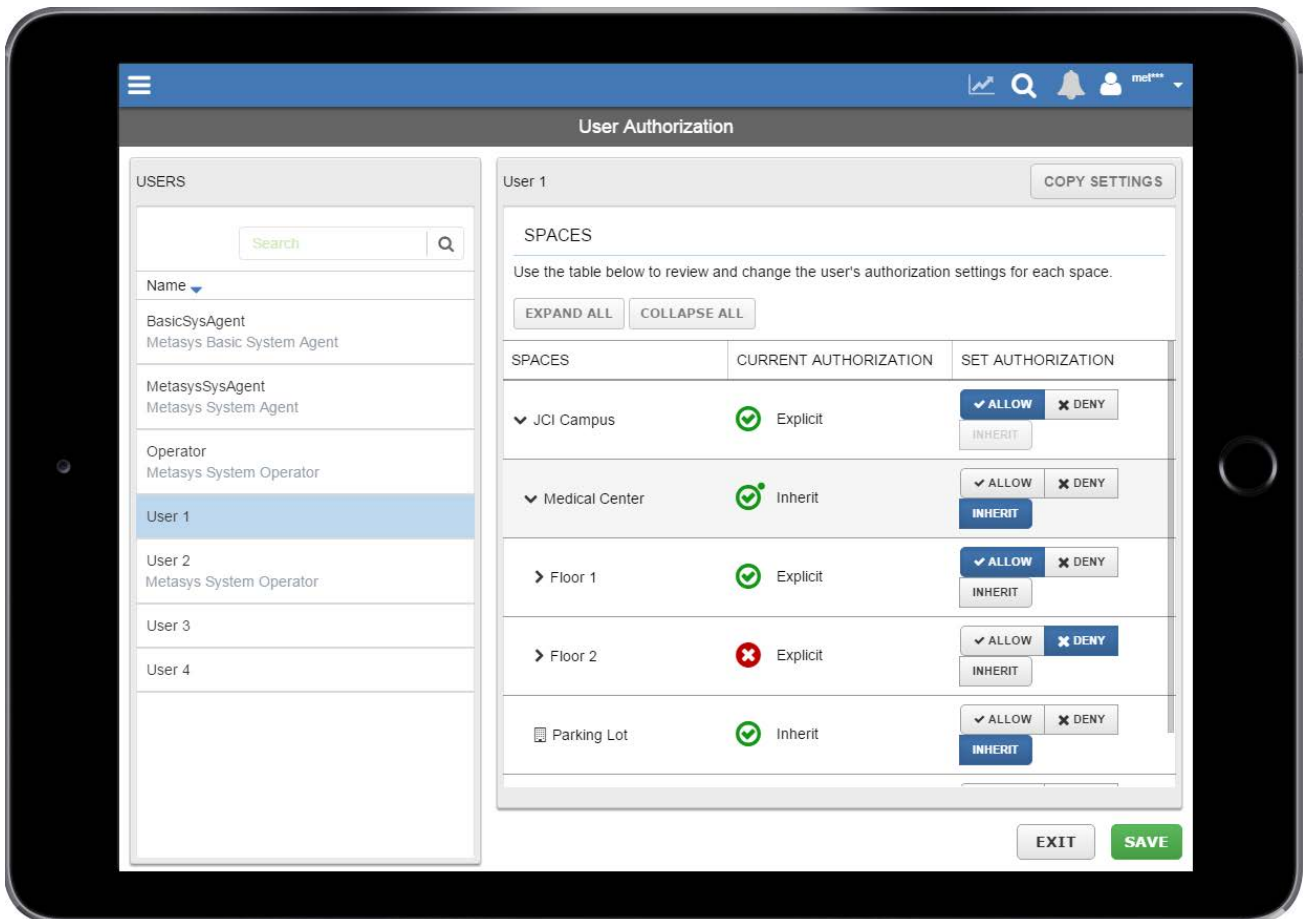 met***
User Authorization
USERS
Search
Name
BasicSysAgent
Metasys Basic System Agent
MetasysSysAgent
Metasys System Agent
Operator
Metasys System Operator
User 1
User 2
Metasys System Operator
User 3
User 4
User 1
COPY SETTINGS
SPACES
Use the table below to review and change the user's authorization settings for each space.
EXPAND ALL COLLAPSE ALL
SPACES CURRENT AUTHORIZATION SET AUTHORIZATION
JCI Campus Explicit ALLOW DENY
INHERIT
Medical Center Inherit ALLOW DENY
INHERIT
Floor 1 Explicit ALLOW DENY
INHERIT
Floor 2 Explicit ALLOW DENY
INHERIT
Parking Lot Inherit ALLOW DENY
INHERIT
EXIT SAVE